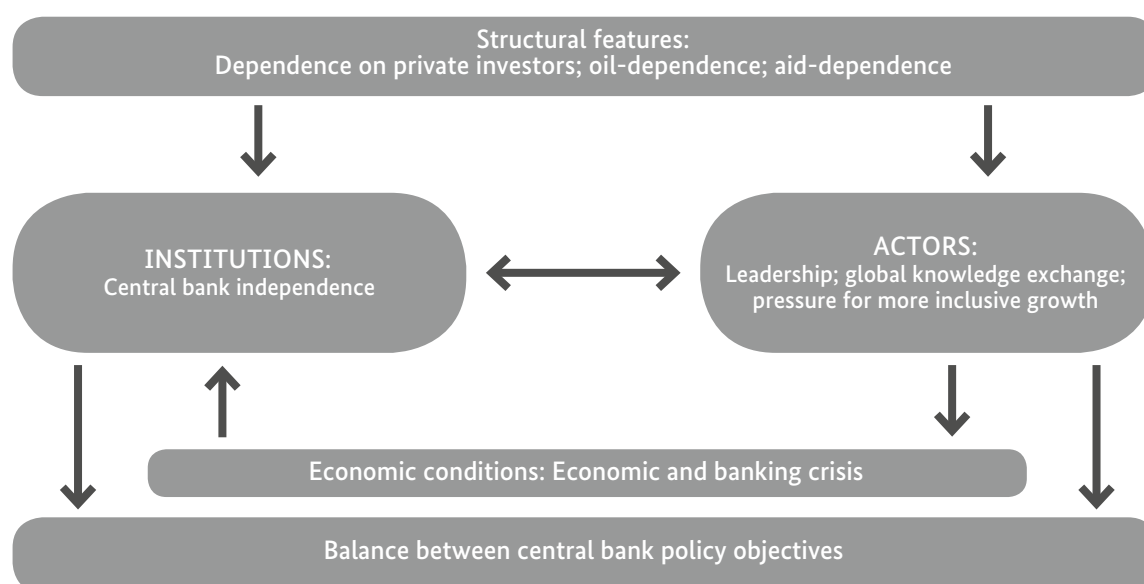 Structural features:
Dependence on private investors; oil-dependence; aid-dependence
INSTITUTIONS:
Central bank independence
ACTORS:
Leadership; global knowledge exchange;
pressure for more inclusive growth
Economic conditions: Economic and banking crisis
Balance between central bank policy objectives